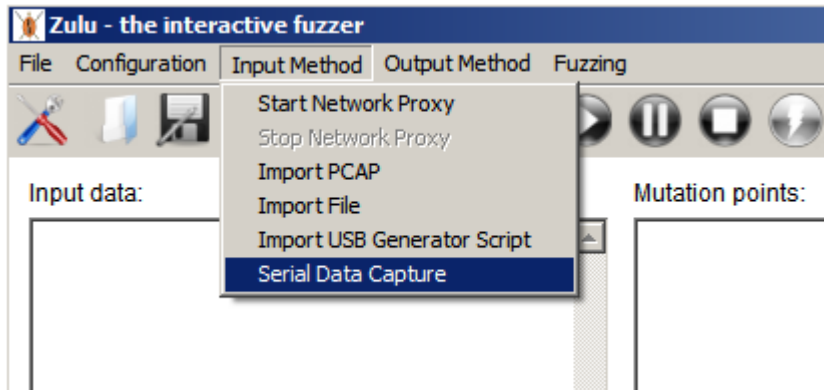 Zulu - the interactive fuzzer
File Configuration Input Method Output Method Fuzzing
Start Network Proxy
Stop Network Proxy
Import PCAP
Import File
Import USB Generator Script
Serial Data Capture
Input data:
Mutation points: